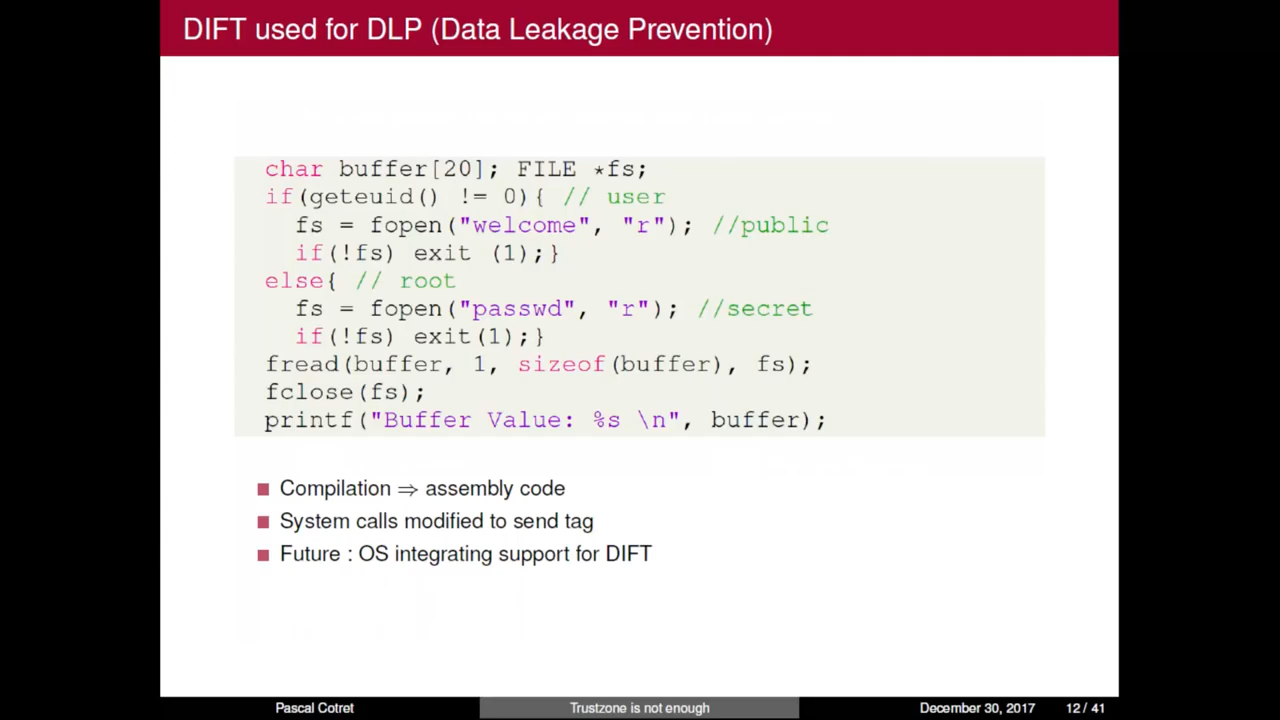 DIFT used for DLP (Data Leakage Prevention)
char buffer[20]; FILE *fs;
if(geteuid() != 0){ // user
  fs = fopen("welcome", "r"); //public
  if(!fs) exit (1);}
else{ // root
  fs = fopen("passwd", "r"); //secret
  if(!fs) exit(1);}
fread(buffer, 1, sizeof(buffer), fs);
fclose(fs);
printf("Buffer Value: %s \n", buffer);
Compilation ⇒ assembly code
System calls modified to send tag
Future : OS integrating support for DIFT
Pascal Cotret Trustzone is not enough December 30, 2017 12 / 41